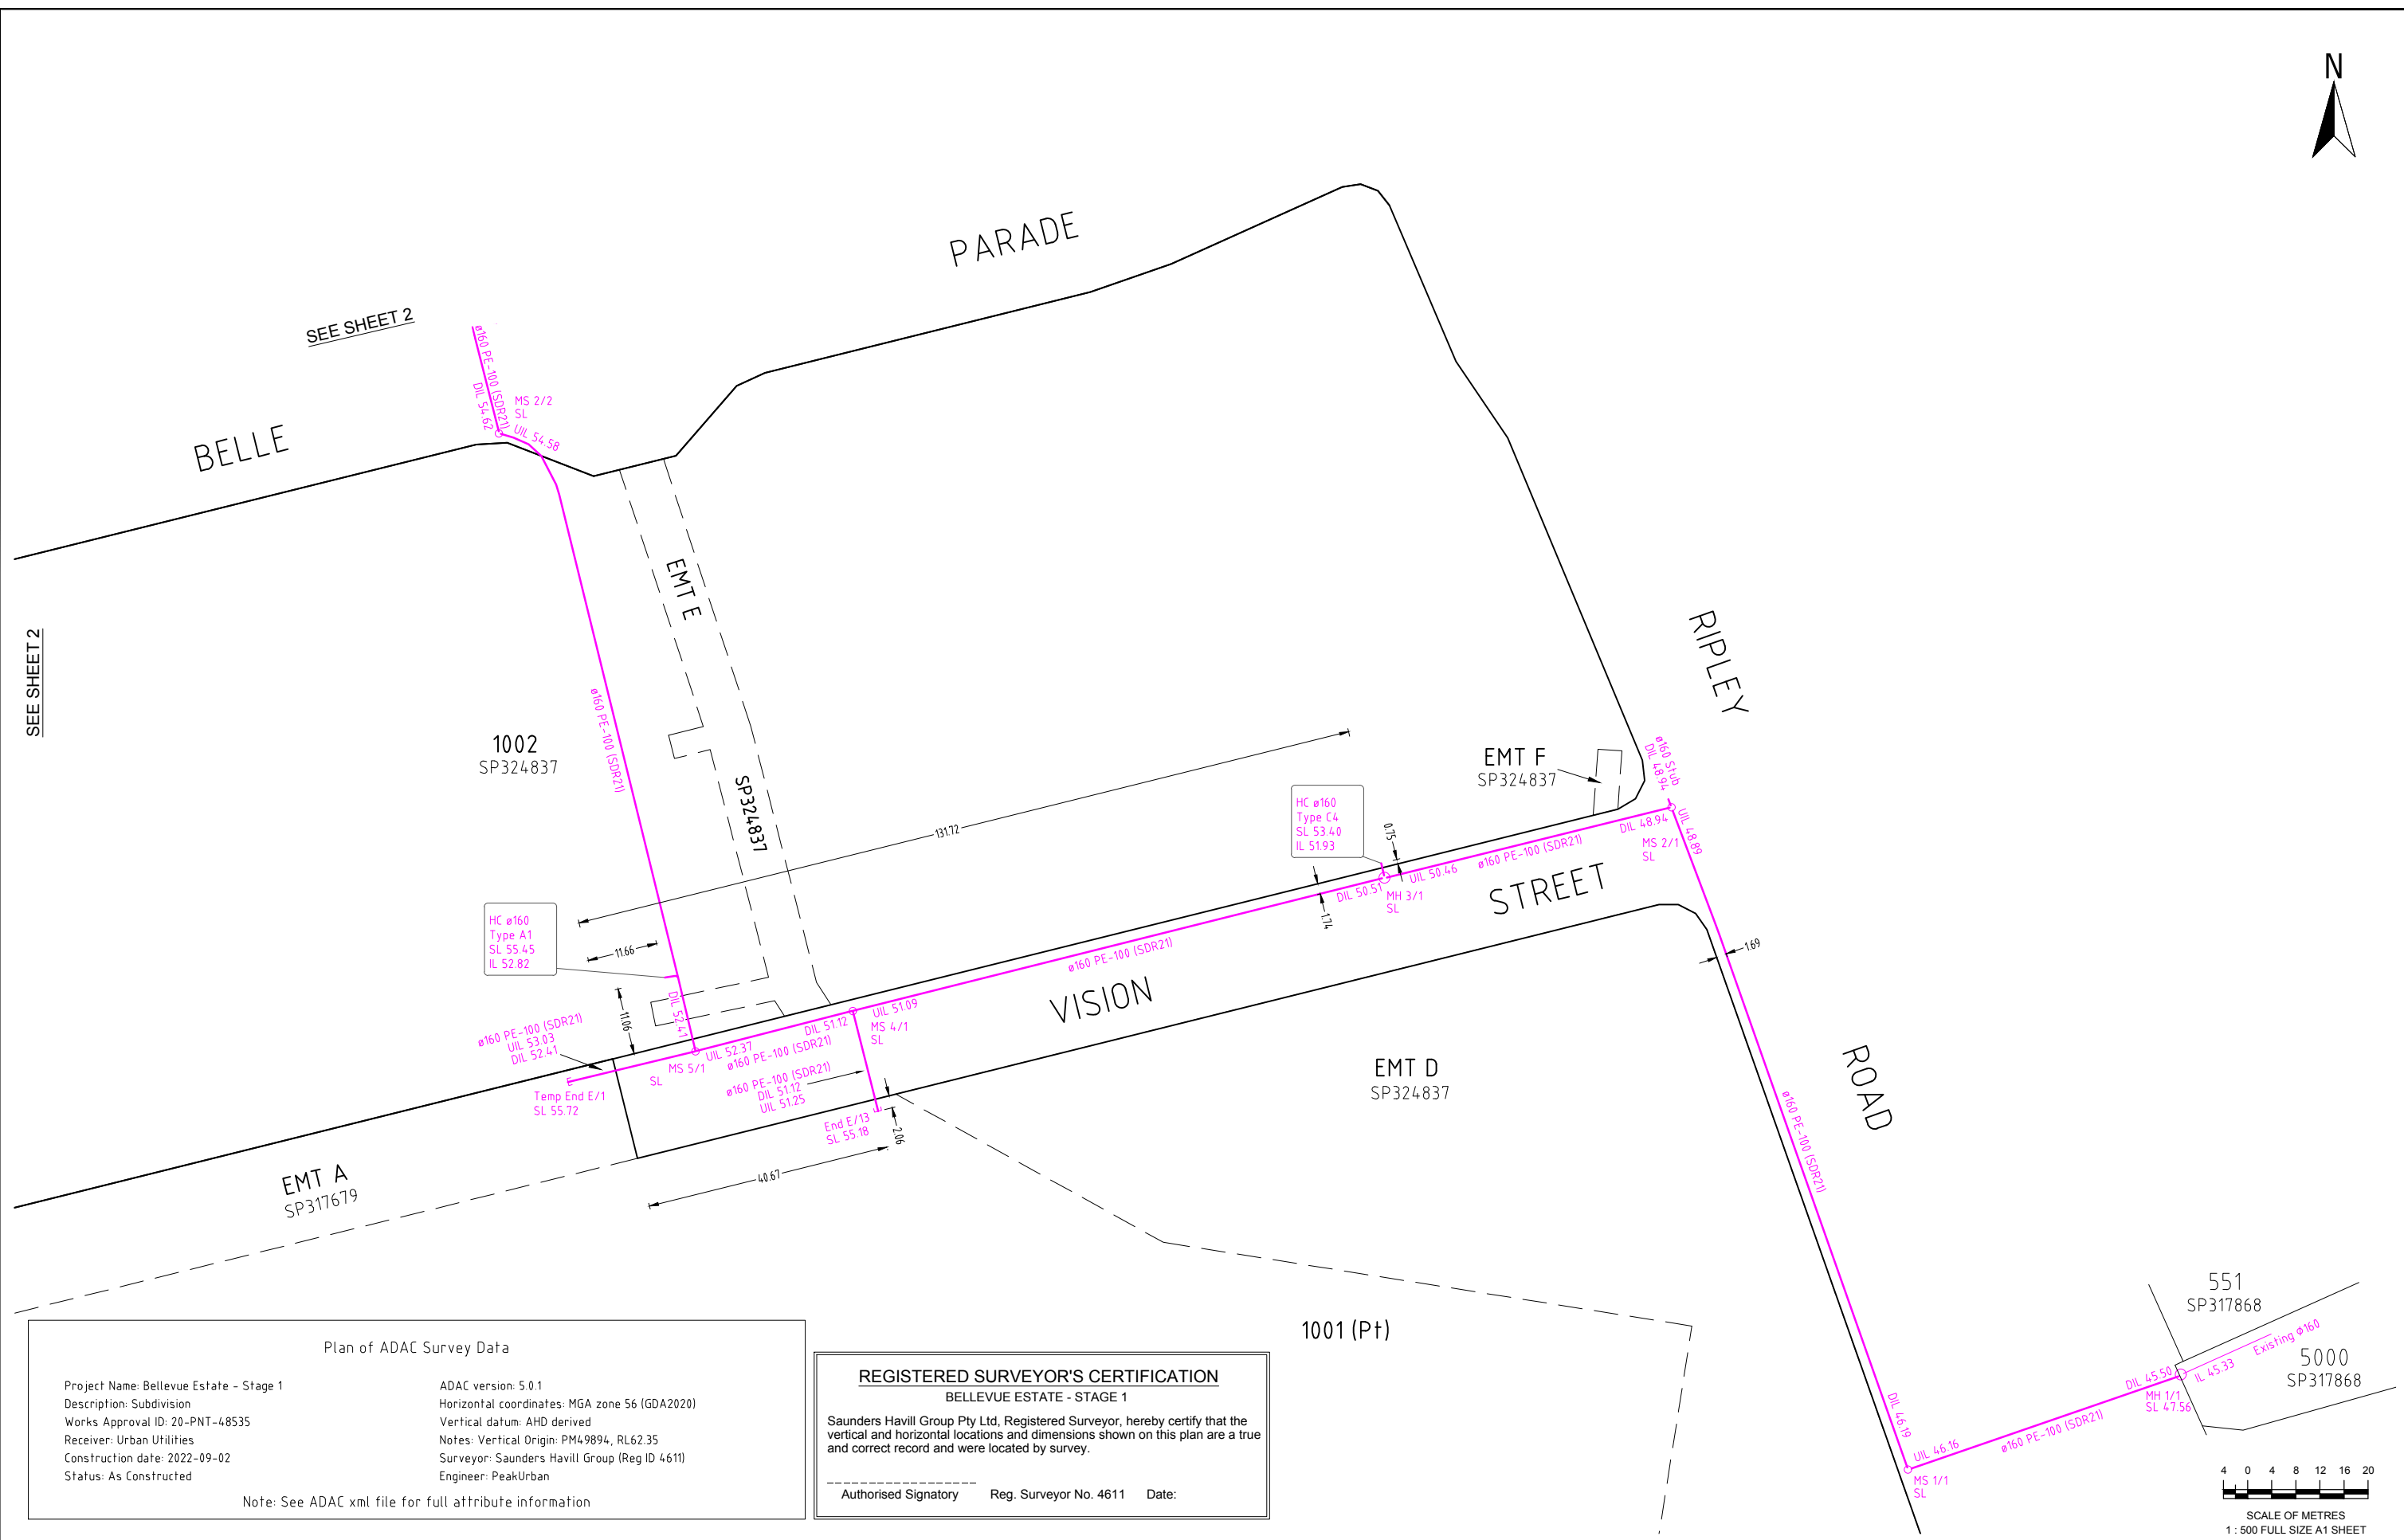 N
PARADE
SEE SHEET 2
ø160 PE-100 (SDR21)
DIL 54.62
MS 2/2
SL
UIL 54.58
BELLE
EMT E
SP324837
SEE SHEET 2
ø160 PE-100 (SDR21)
1002
SP324837
RIPLEY
131.72
EMT F
SP324837
ø160 Stub
DIL 48.94
HC ø160
Type C4
SL 53.40
IL 51.93
0.75
DIL 48.94
UIL 48.89
MS 2/1
SL
ø160 PE-100 (SDR21)
UIL 50.46
DIL 50.51
MH 3/1
SL
1.74
STREET
HC ø160
Type A1
SL 55.45
IL 52.82
11.66
1.69
ø160 PE-100 (SDR21)
VISION
DIL 52.41
11.06
ø160 PE-100 (SDR21)
UIL 53.03
DIL 52.41
DIL 51.12
UIL 51.09
MS 4/1
SL
UIL 52.37
ø160 PE-100 (SDR21)
MS 5/1
SL
ø160 PE-100 (SDR21)
DIL 51.12
UIL 51.25
Temp End E/1
SL 55.72
End E/13
SL 55.18
2.06
40.67
EMT D
SP324837
ROAD
ø160 PE-100 (SDR21)
EMT A
SP317679
551
SP317868
Existing ø160
5000
SP317868
1001 (Pt)
DIL 45.50
IL 45.33
MH 1/1
SL 47.56
DIL 46.19
UIL 46.16
ø160 PE-100 (SDR21)
MS 1/1
SL
Plan of ADAC Survey Data
Project Name: Bellevue Estate - Stage 1
Description: Subdivision
Works Approval ID: 20-PNT-48535
Receiver: Urban Utilities
Construction date: 2022-09-02
Status: As Constructed
ADAC version: 5.0.1
Horizontal coordinates: MGA zone 56 (GDA2020)
Vertical datum: AHD derived
Notes: Vertical Origin: PM49894, RL62.35
Surveyor: Saunders Havill Group (Reg ID 4611)
Engineer: PeakUrban
Note: See ADAC xml file for full attribute information
REGISTERED SURVEYOR'S CERTIFICATION
BELLEVUE ESTATE - STAGE 1
Saunders Havill Group Pty Ltd, Registered Surveyor, hereby certify that the
vertical and horizontal locations and dimensions shown on this plan are a true
and correct record and were located by survey.
Authorised Signatory Reg. Surveyor No. 4611 Date:
4 0 4 8 12 16 20
SCALE OF METRES
1 : 500 FULL SIZE A1 SHEET